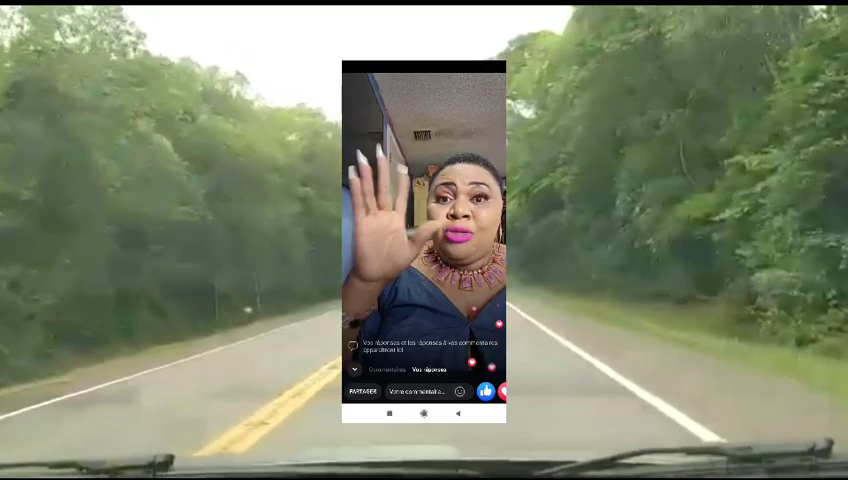 Vos réponses et les réponses à vos commentaires
apparaîtront ici
Commentaires Vos réponses
PARTAGER Votre commentaire...